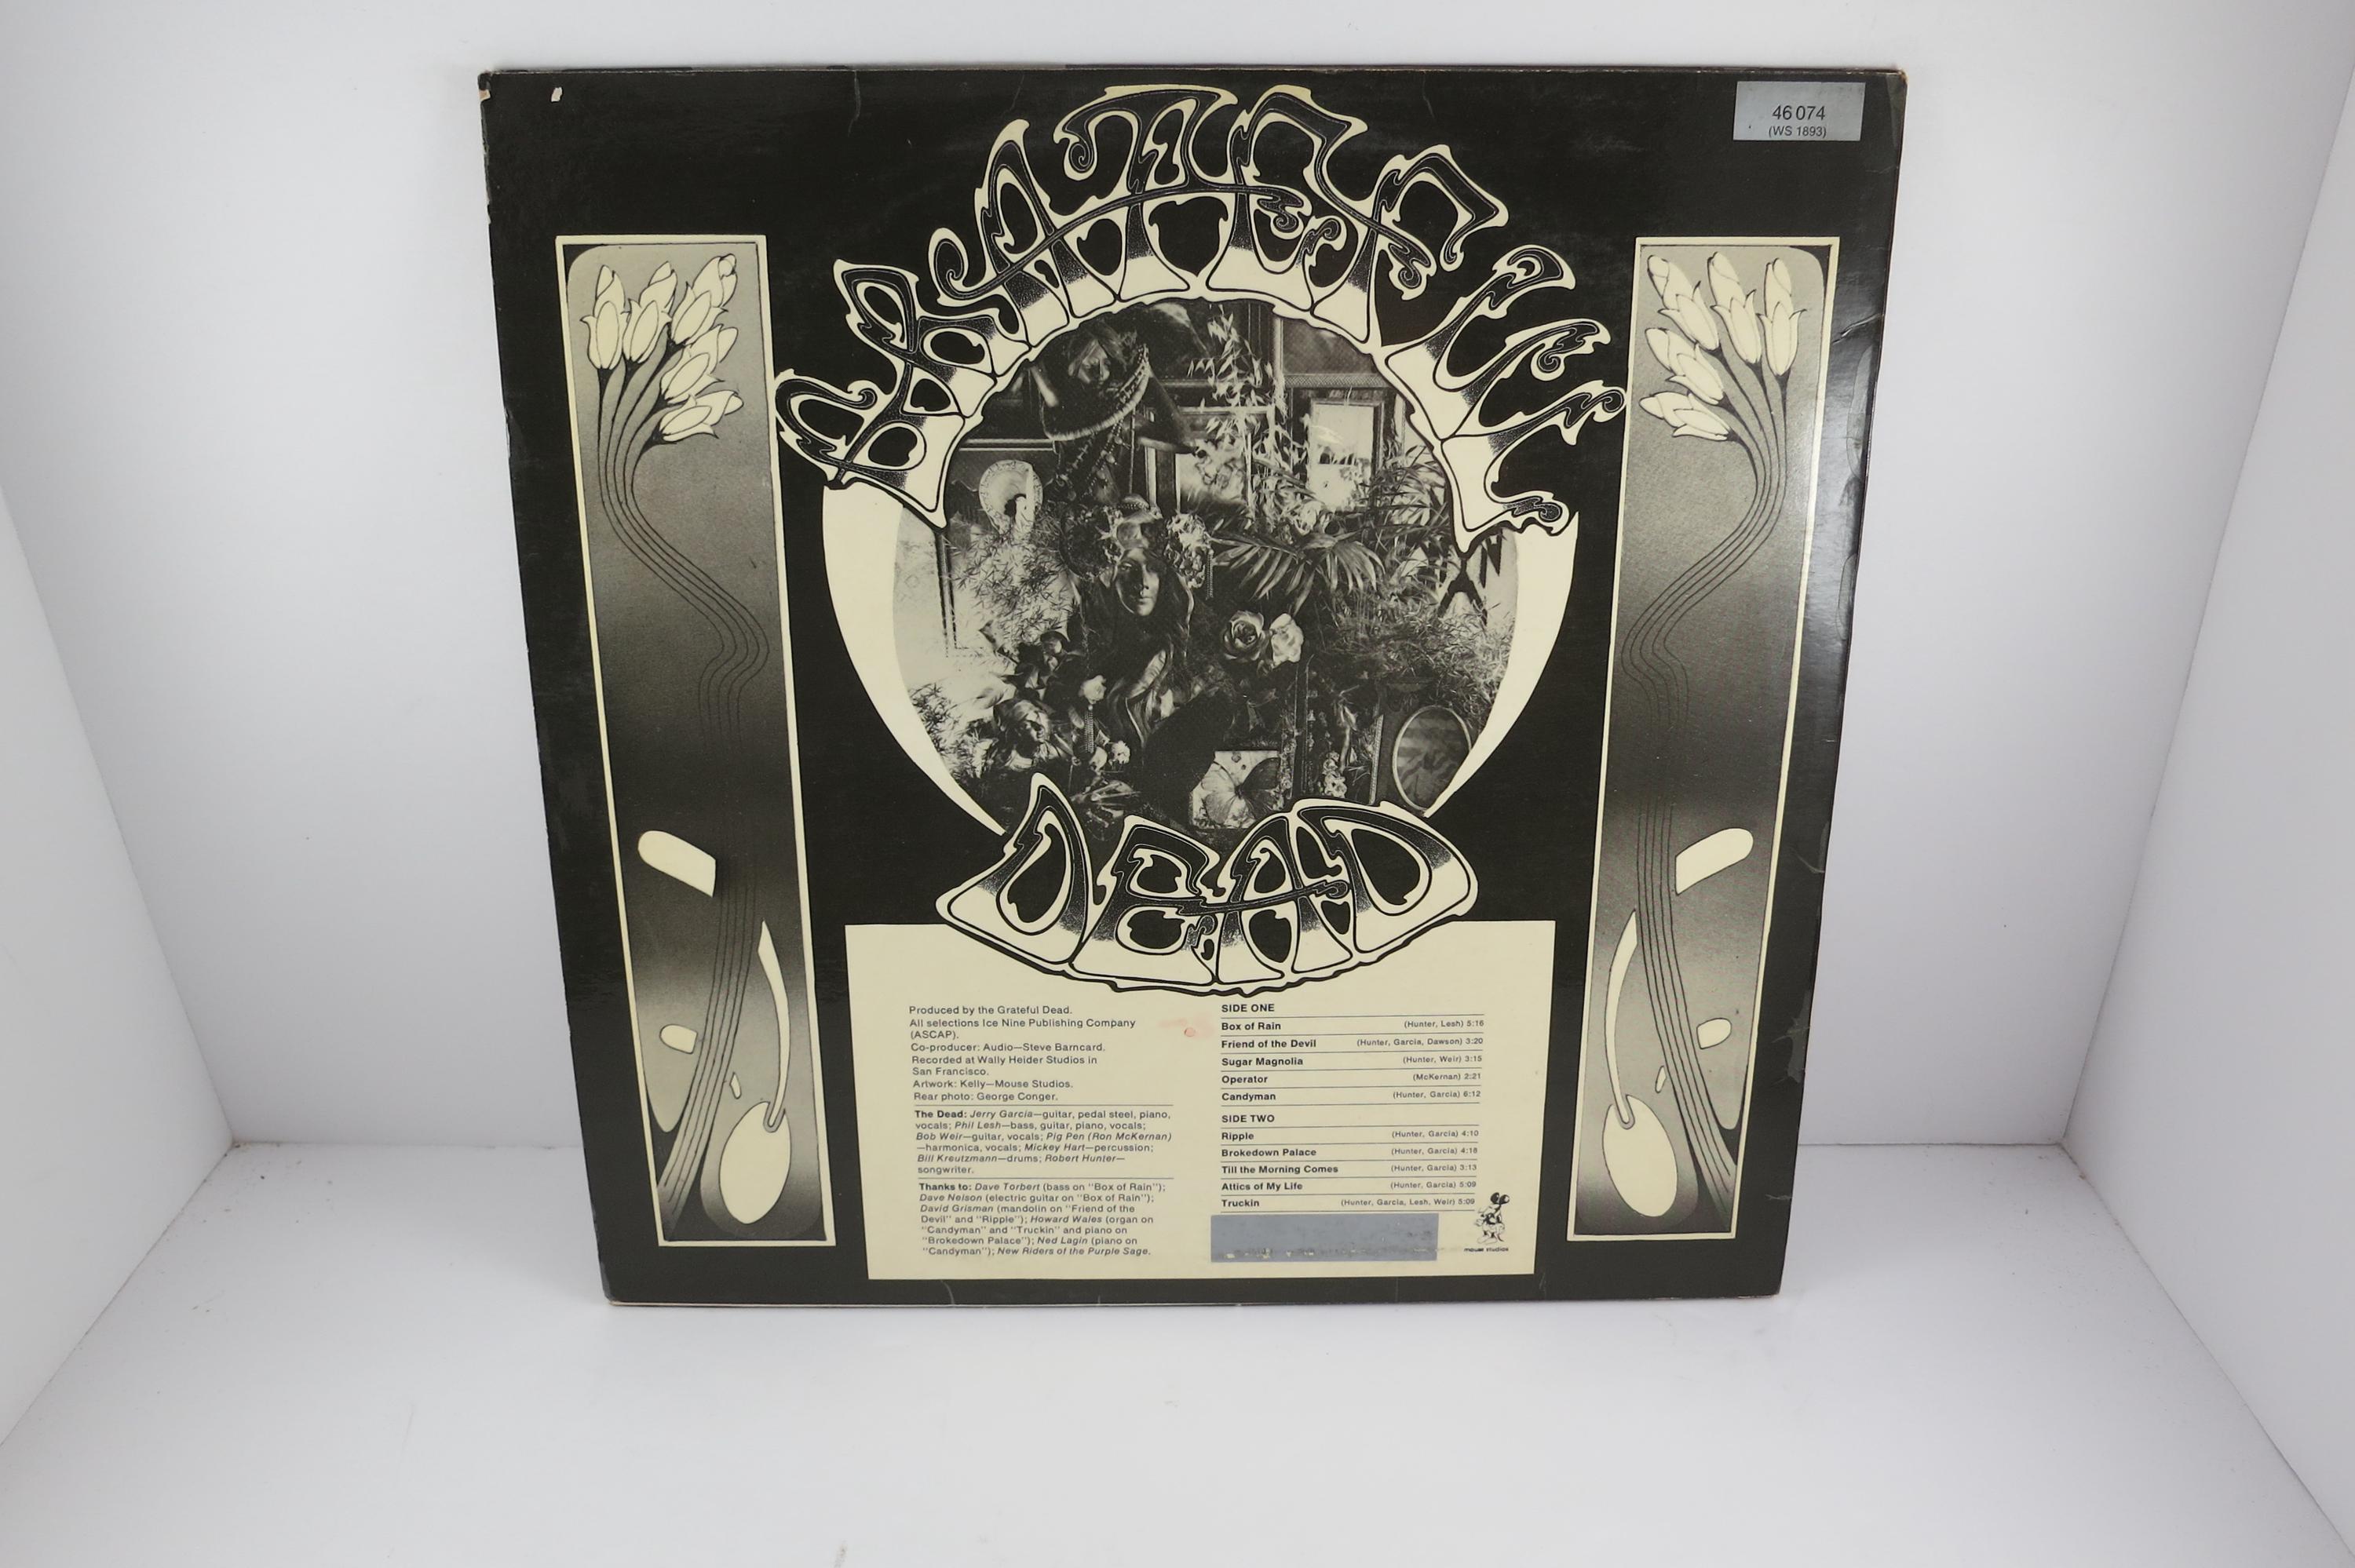 46 074
(WS 1893)
GRATEFUL
DEAD
Produced by the Grateful Dead.
All selections Ice Nine Publishing Company
(ASCAP).
Co-producer: Audio—Steve Barncard.
Recorded at Wally Heider Studios in
San Francisco.
Artwork: Kelly—Mouse Studios.
Rear photo: George Conger.
The Dead: Jerry Garcia—guitar, pedal steel, piano,
vocals; Phil Lesh—bass, guitar, piano, vocals;
Bob Weir—guitar, vocals; Pig Pen (Ron McKernan)
—harmonica, vocals; Mickey Hart—percussion;
Bill Kreutzmann—drums; Robert Hunter—
songwriter.
Thanks to: Dave Torbert (bass on "Box of Rain");
Dave Nelson (electric guitar on "Box of Rain");
David Grisman (mandolin on "Friend of the
Devil" and "Ripple"); Howard Wales (organ on
"Candyman" and "Truckin" and piano on
"Brokedown Palace"); Ned Lagin (piano on
"Candyman"); New Riders of the Purple Sage.
SIDE ONE
Box of Rain (Hunter, Lesh) 5:16
Friend of the Devil (Hunter, Garcia, Dawson) 3:20
Sugar Magnolia (Hunter, Weir) 3:15
Operator (McKernan) 2:21
Candyman (Hunter, Garcia) 6:12
SIDE TWO
Ripple (Hunter, Garcia) 4:10
Brokedown Palace (Hunter, Garcia) 4:18
Till the Morning Comes (Hunter, Garcia) 3:13
Attics of My Life (Hunter, Garcia) 5:09
Truckin (Hunter, Garcia, Lesh, Weir) 5:09
mouse studios